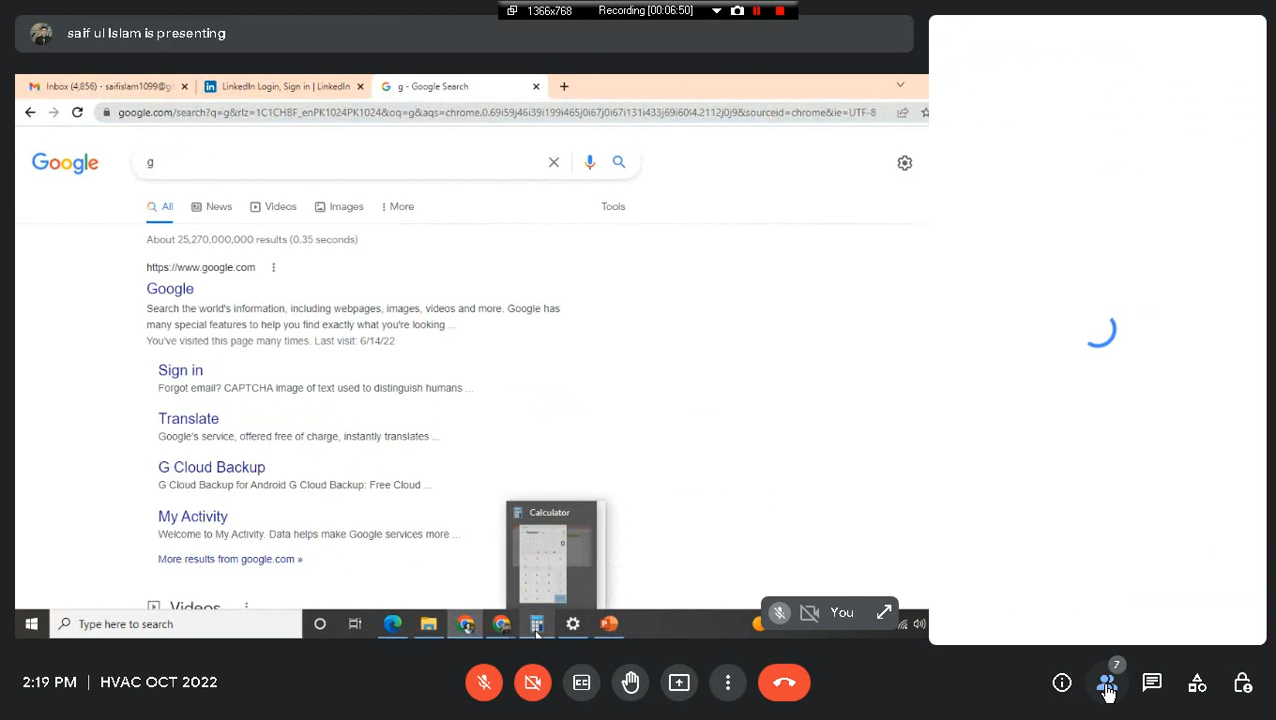 1366x768 Recording [00:06:50]
saif ul Islam is presenting
Inbox (4,856) - saifislam1099@g
LinkedIn Login, Sign in | LinkedIn
g - Google Search
google.com/search?q=g&rlz=1C1CHBF_enPK1024PK1024&oq=g&aqs=chrome.0.69i59j46i39i199i465j0i67j0i67i131i433j69i60l4.2112j0j9&sourceid=chrome&ie=UTF-8
Google
g
All News Videos Images More Tools
About 25,270,000,000 results (0.35 seconds)
https://www.google.com
Google
Search the world's information, including webpages, images, videos and more. Google has
many special features to help you find exactly what you're looking ...
You've visited this page many times. Last visit: 6/14/22
Sign in
Forgot email? CAPTCHA image of text used to distinguish humans ...
Translate
Google's service, offered free of charge, instantly translates ...
G Cloud Backup
G Cloud Backup for Android G Cloud Backup: Free Cloud ...
Calculator
My Activity
Welcome to My Activity. Data helps make Google services more ...
More results from google.com »
Videos
You
Type here to search
7
2:19 PM | HVAC OCT 2022